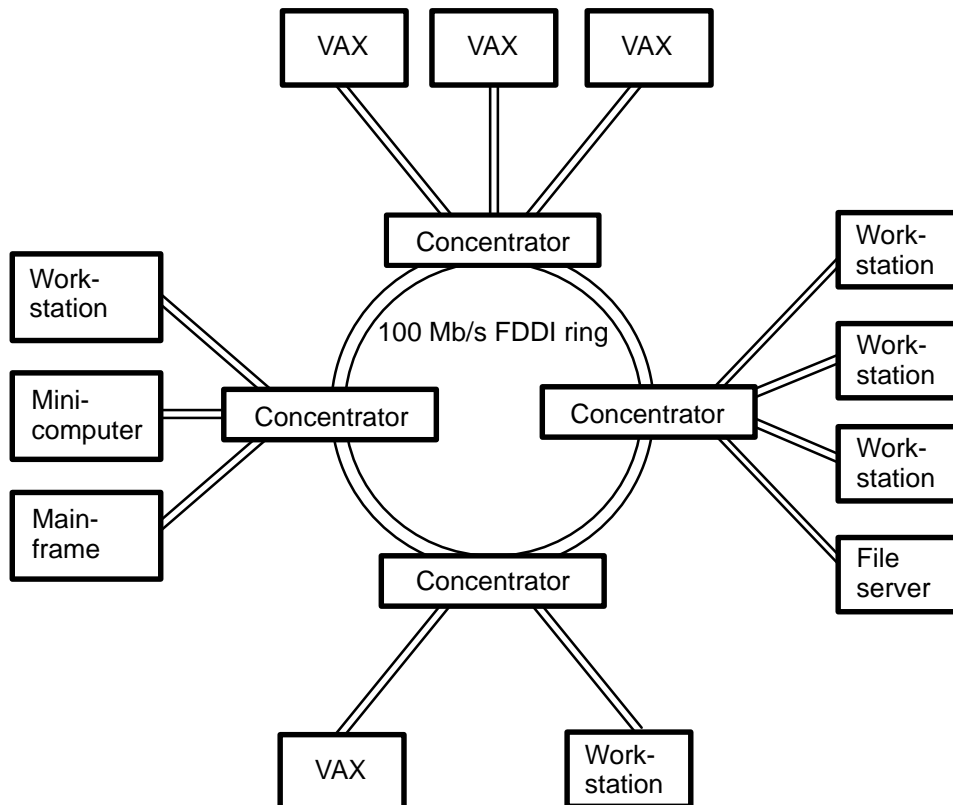 VAX
VAX
VAX
Concentrator
Work-
station
Work-
station
100 Mb/s FDDI ring
Work-
station
Mini-
computer
Concentrator
Concentrator
Work-
station
Main-
frame
File
server
Concentrator
VAX
Work-
station